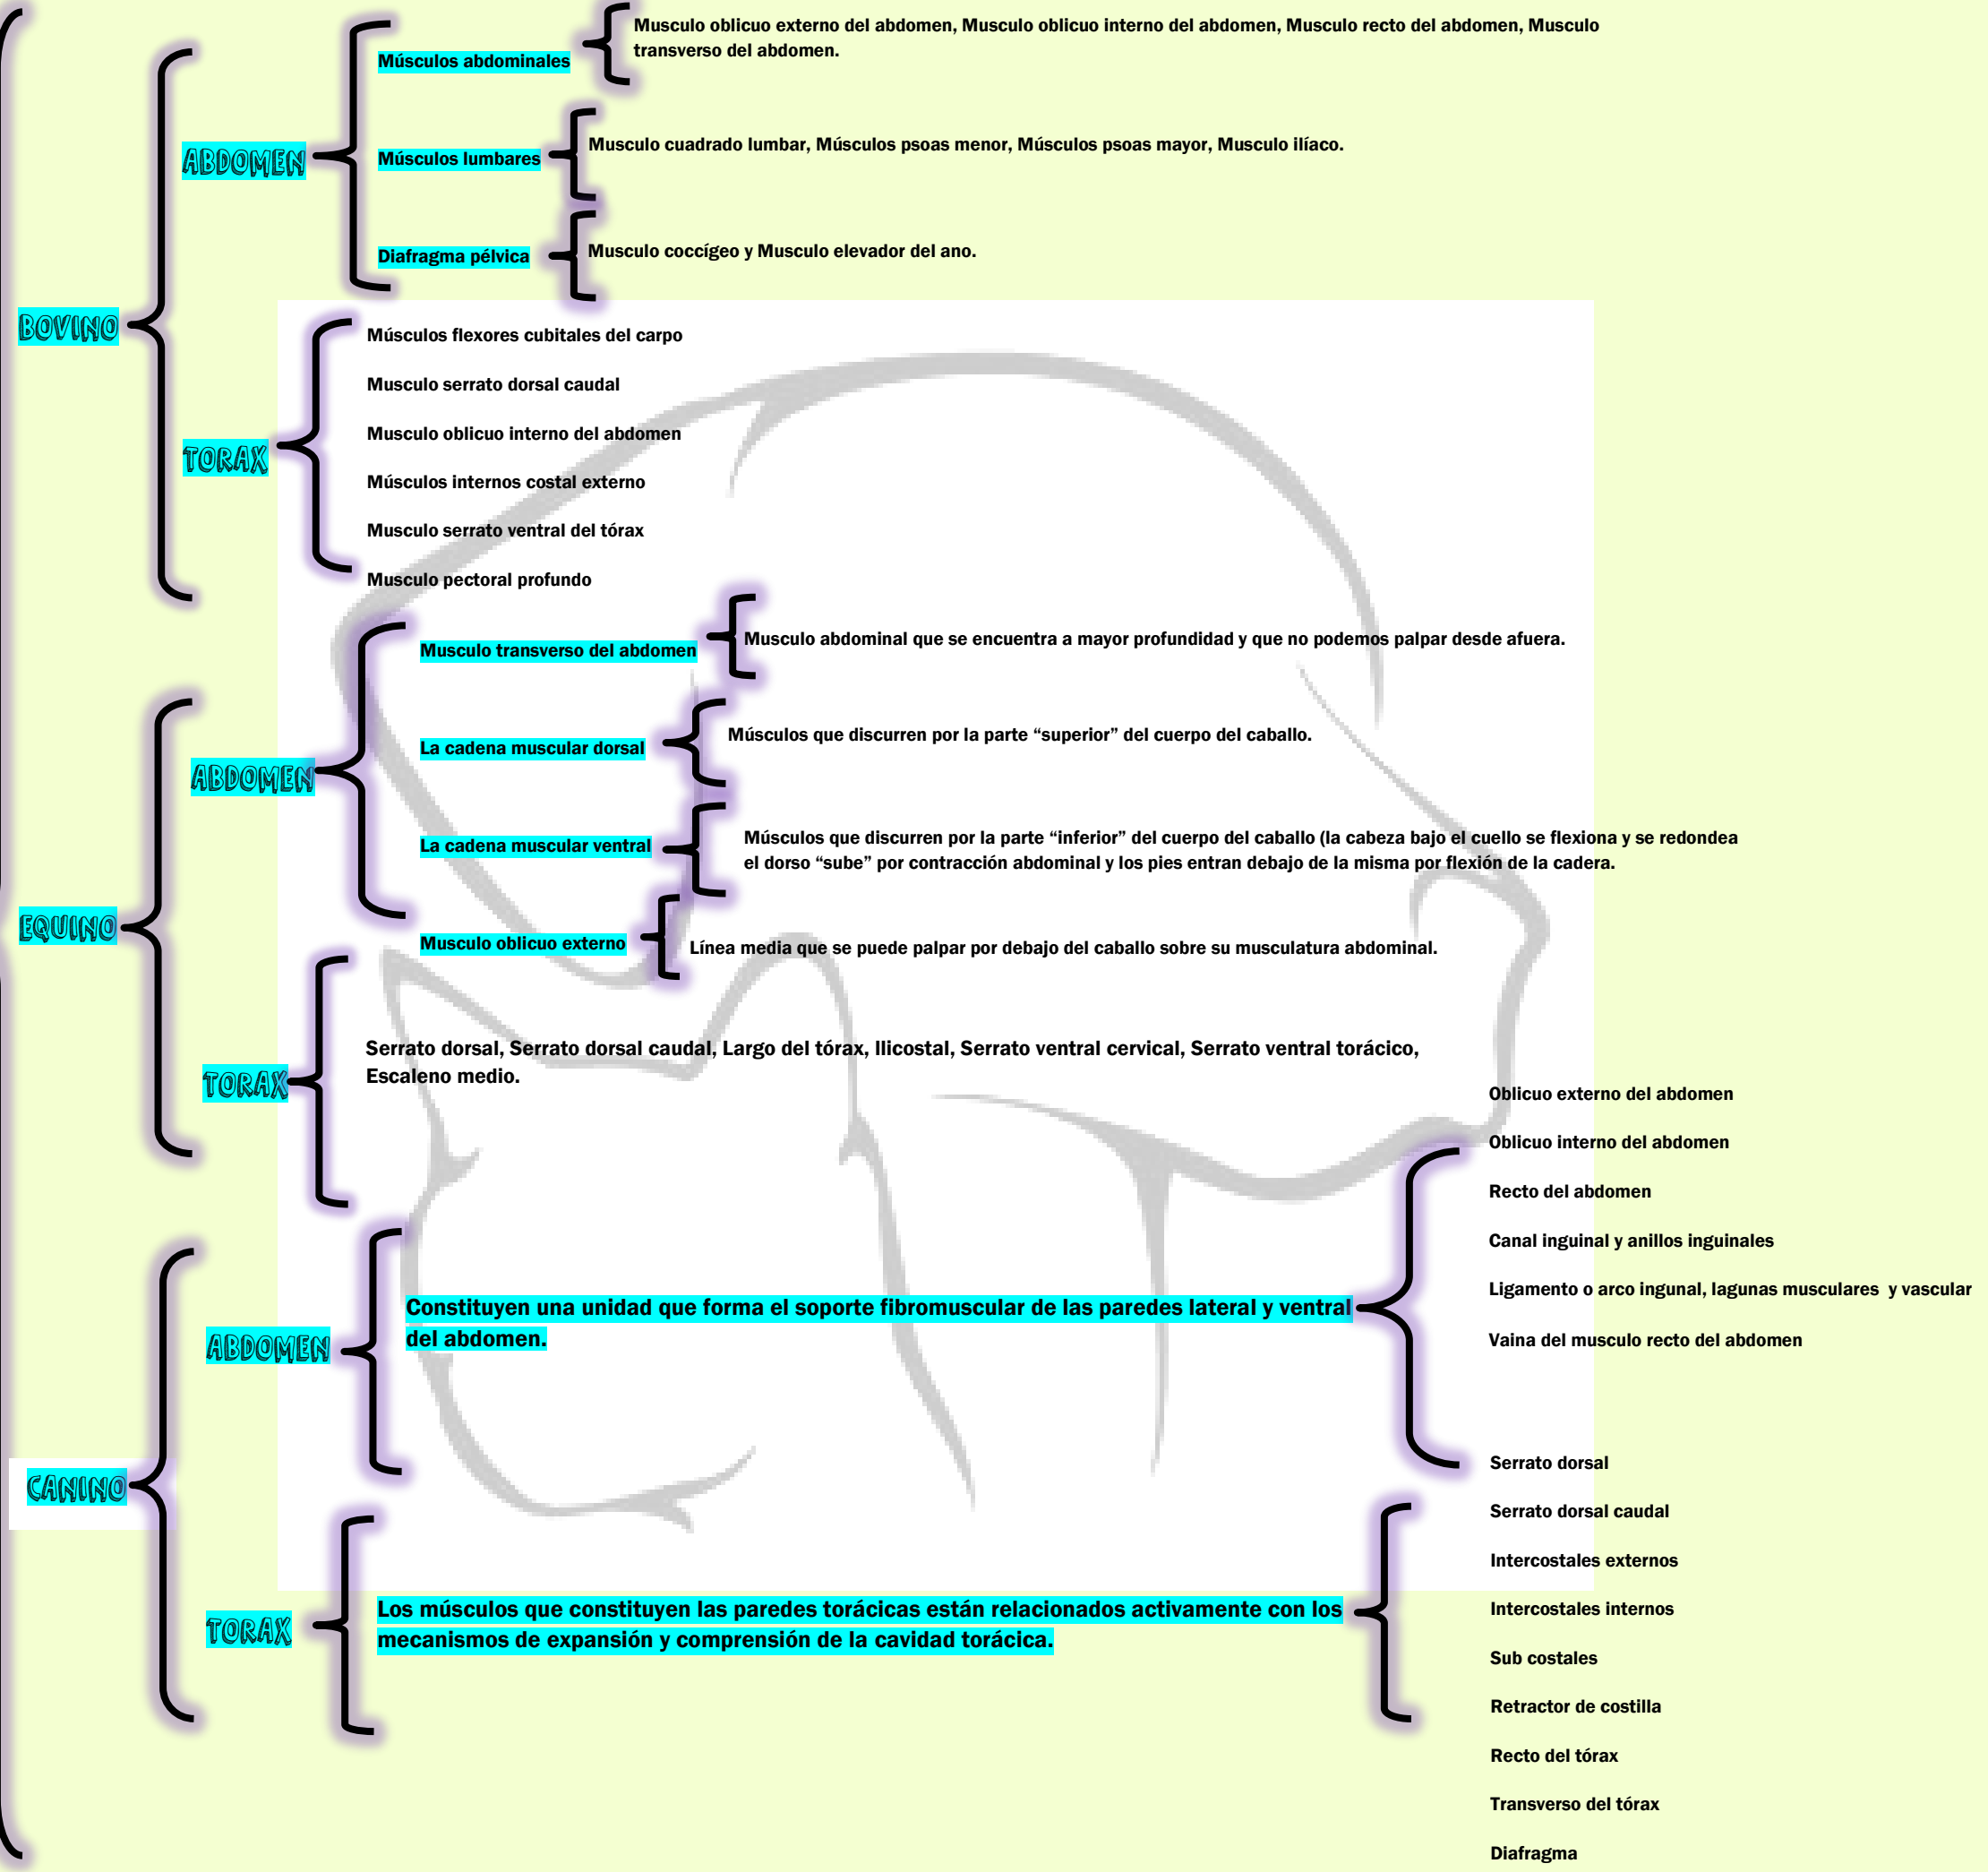 BOVINO
ABDOMEN
Músculos abdominales
Musculo oblicuo externo del abdomen, Musculo oblicuo interno del abdomen, Musculo recto del abdomen, Musculo
transverso del abdomen.
Músculos lumbares
Musculo cuadrado lumbar, Músculos psoas menor, Músculos psoas mayor, Musculo ilíaco.
Diafragma pélvica
Musculo coccígeo y Musculo elevador del ano.
TORAX
Músculos flexores cubitales del carpo
Musculo serrato dorsal caudal
Musculo oblicuo interno del abdomen
Músculos internos costal externo
Musculo serrato ventral del tórax
Musculo pectoral profundo
EQUINO
ABDOMEN
Musculo transverso del abdomen
Musculo abdominal que se encuentra a mayor profundidad y que no podemos palpar desde afuera.
La cadena muscular dorsal
Músculos que discurren por la parte “superior” del cuerpo del caballo.
La cadena muscular ventral
Músculos que discurren por la parte “inferior” del cuerpo del caballo (la cabeza bajo el cuello se flexiona y se redondea
el dorso “sube” por contracción abdominal y los pies entran debajo de la misma por flexión de la cadera.
Musculo oblicuo externo
Línea media que se puede palpar por debajo del caballo sobre su musculatura abdominal.
TORAX
Serrato dorsal, Serrato dorsal caudal, Largo del tórax, Ilicostal, Serrato ventral cervical, Serrato ventral torácico,
Escaleno medio.
CANINO
ABDOMEN
Constituyen una unidad que forma el soporte fibromuscular de las paredes lateral y ventral
del abdomen.
Oblicuo externo del abdomen
Oblicuo interno del abdomen
Recto del abdomen
Canal inguinal y anillos inguinales
Ligamento o arco ingunal, lagunas musculares y vascular
Vaina del musculo recto del abdomen
TORAX
Los músculos que constituyen las paredes torácicas están relacionados activamente con los
mecanismos de expansión y comprensión de la cavidad torácica.
Serrato dorsal
Serrato dorsal caudal
Intercostales externos
Intercostales internos
Sub costales
Retractor de costilla
Recto del tórax
Transverso del tórax
Diafragma